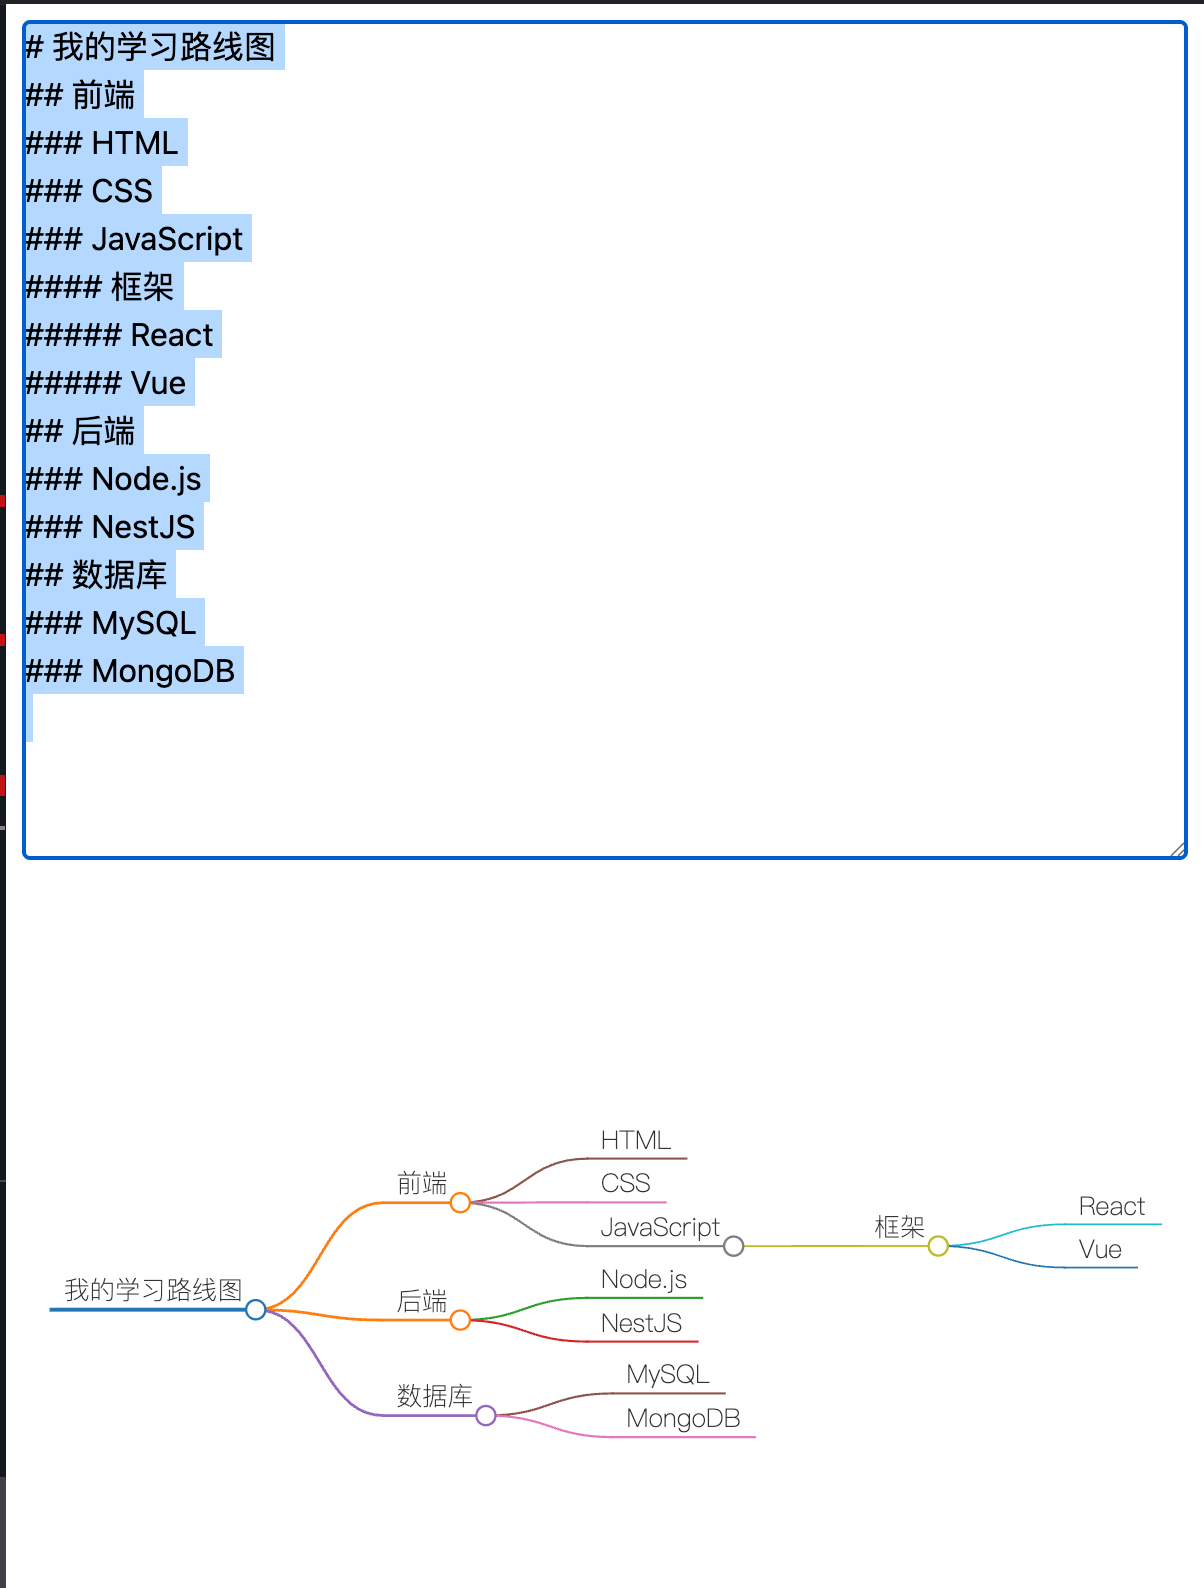 # 我的学习路线图
## 前端
### HTML
### CSS
### JavaScript
#### 框架
##### React
##### Vue
## 后端
### Node.js
### NestJS
## 数据库
### MySQL
### MongoDB
我的学习路线图
前端
HTML
CSS
JavaScript
框架
React
Vue
后端
Node.js
NestJS
数据库
MySQL
MongoDB